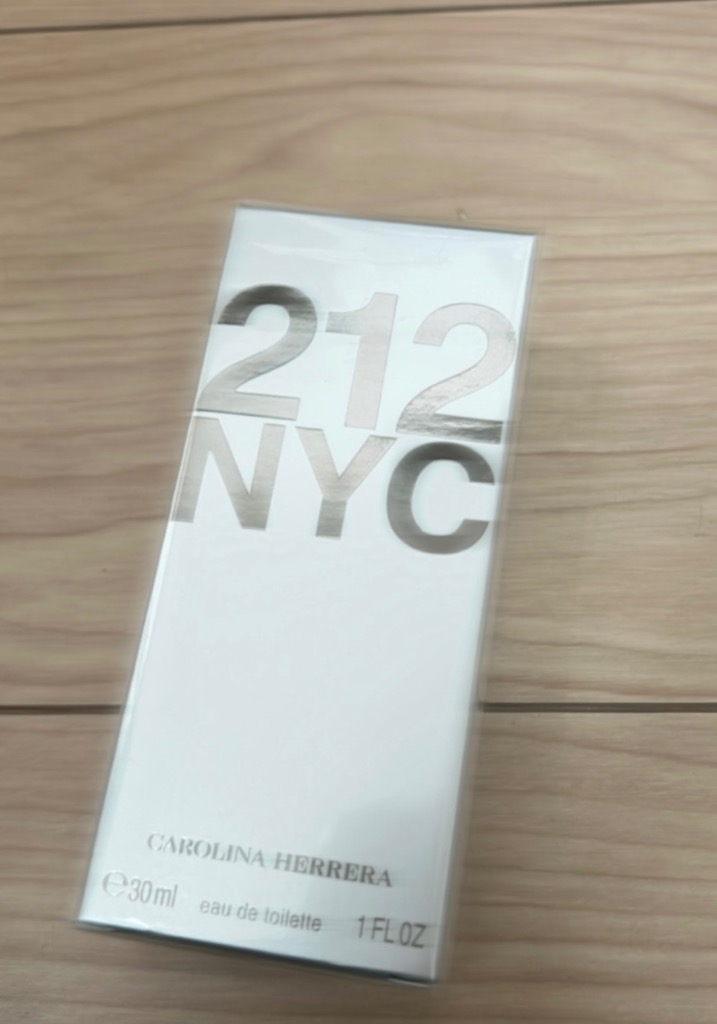 212
NYC
CAROLINA HERRERA
℮30ml eau de toilette 1 FL OZ